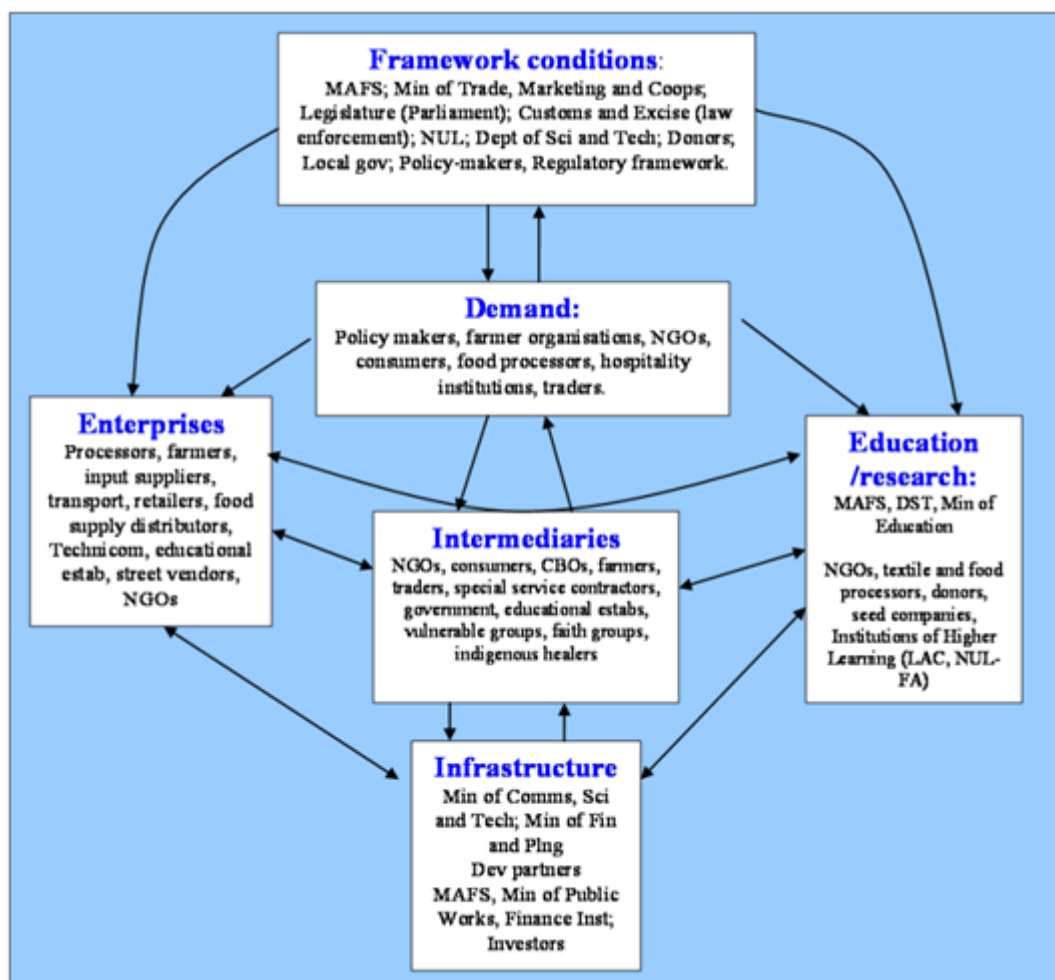 Framework conditions:
MAFS; Min of Trade, Marketing and Coops;
Legislature (Parliament); Customs and Excise (law
enforcement); NUL; Dept of Sci and Tech; Donors;
Local gov; Policy-makers, Regulatory framework.
Demand:
Policy makers, farmer organisations, NGOs,
consumers, food processors, hospitality
institutions, traders.
Enterprises
Processors, farmers,
input suppliers,
transport, retailers, food
supply distributors,
Technicom, educational
estab, street vendors,
NGOs
Intermediaries
NGOs, consumers, CBOs, farmers,
traders, special service contractors,
government, educational estabs,
vulnerable groups, faith groups,
indigenous healers
Education
/research:
MAFS, DST, Min of
Education
NGOs, textile and food
processors, donors,
seed companies,
Institutions of Higher
Learning (LAC, NUL-
FA)
Infrastructure
Min of Comms, Sci
and Tech; Min of Fin
and Plng
Dev partners
MAFS, Min of Public
Works, Finance Inst;
Investors